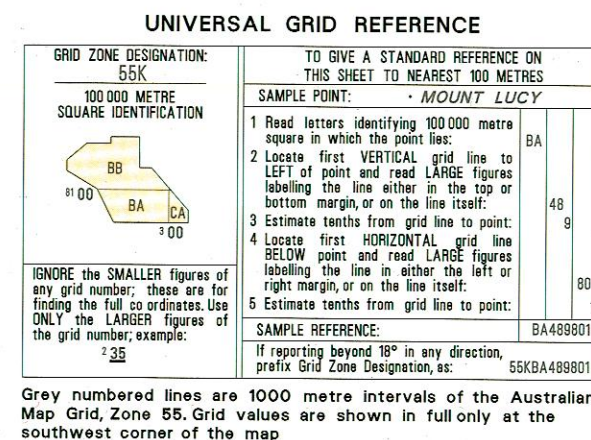 UNIVERSAL GRID REFERENCE
GRID ZONE DESIGNATION:
55K
100 000 METRE
SQUARE IDENTIFICATION
BB
81 00
BA
CA
3 00
IGNORE the SMALLER figures of
any grid number; these are for
finding the full co ordinates. Use
ONLY the LARGER figures of
the grid number; example:
2 35
TO GIVE A STANDARD REFERENCE ON
THIS SHEET TO NEAREST 100 METRES
SAMPLE POINT: · MOUNT LUCY
1 Read letters identifying 100 000 metre
square in which the point lies: BA
2 Locate first VERTICAL grid line to
LEFT of point and read LARGE figures
labelling the line either in the top or
bottom margin, or on the line itself: 48
3 Estimate tenths from grid line to point: 9
4 Locate first HORIZONTAL grid line
BELOW point and read LARGE figures
labelling the line in either the left or
right margin, or on the line itself: 80
5 Estimate tenths from grid line to point:
SAMPLE REFERENCE: BA489801
If reporting beyond 18° in any direction,
prefix Grid Zone Designation, as: 55KBA489801
Grey numbered lines are 1000 metre intervals of the Australian
Map Grid, Zone 55. Grid values are shown in full only at the
southwest corner of the map